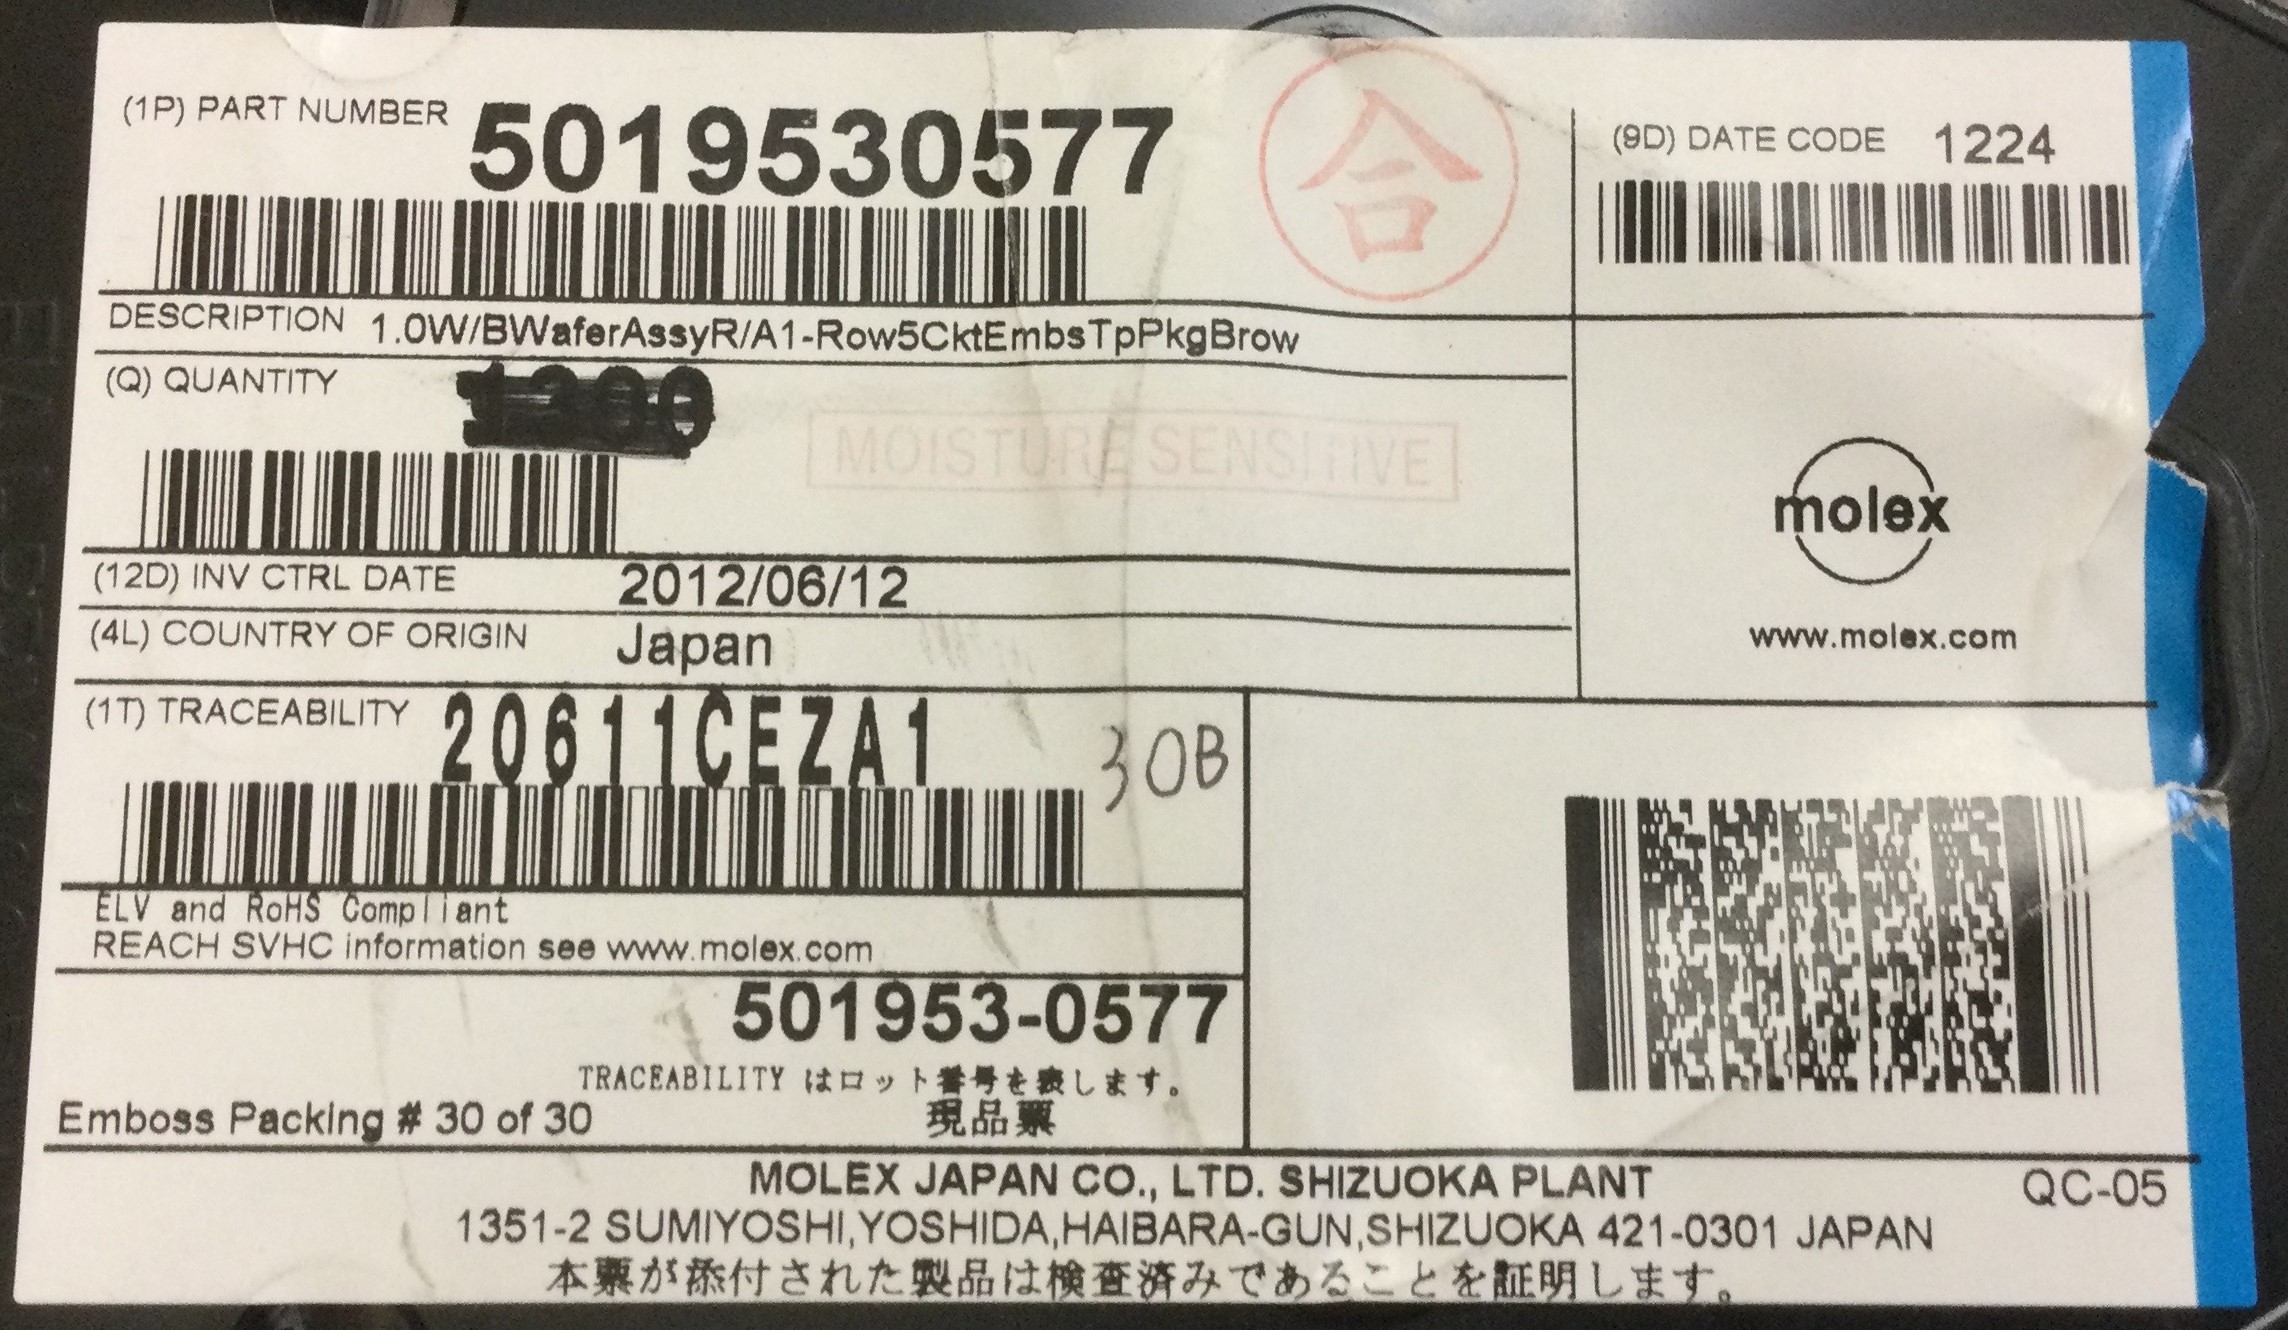 (1P) PART NUMBER 5019530577
合
(9D) DATE CODE 1224
DESCRIPTION 1.0W/BWaferAssyR/A1-Row5CktEmbsTpPkgBrow
(Q) QUANTITY
MOISTURE SENSITIVE
molex
www.molex.com
(12D) INV CTRL DATE 2012/06/12
(4L) COUNTRY OF ORIGIN Japan
(1T) TRACEABILITY 20611CEZA1
30B
ELV and RoHS Compliant
REACH SVHC information see www.molex.com
501953-0577
TRACEABILITY はロット番号を表します。
Emboss Packing # 30 of 30
現品票
MOLEX JAPAN CO., LTD. SHIZUOKA PLANT
QC-05
1351-2 SUMIYOSHI,YOSHIDA,HAIBARA-GUN,SHIZUOKA 421-0301 JAPAN
本票が添付された製品は検査済みであることを証明します。